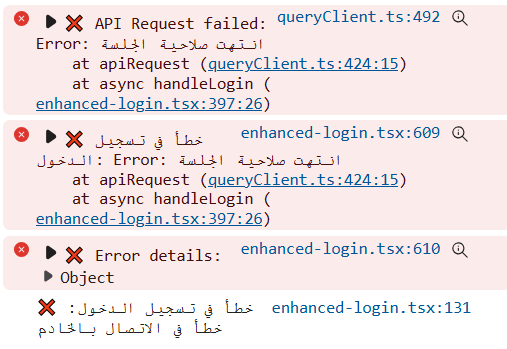 ❌ API Request failed: queryClient.ts:492
Error: انتهت صلاحية الجلسة
at apiRequest (queryClient.ts:424:15)
at async handleLogin (
enhanced-login.tsx:397:26)
❌ خطأ في تسجيل enhanced-login.tsx:609
الدخول: Error: انتهت صلاحية الجلسة
at apiRequest (queryClient.ts:424:15)
at async handleLogin (
enhanced-login.tsx:397:26)
❌ Error details: enhanced-login.tsx:610
Object
❌ خطأ في تسجيل الدخول: enhanced-login.tsx:131
خطأ في الاتصال بالخادم